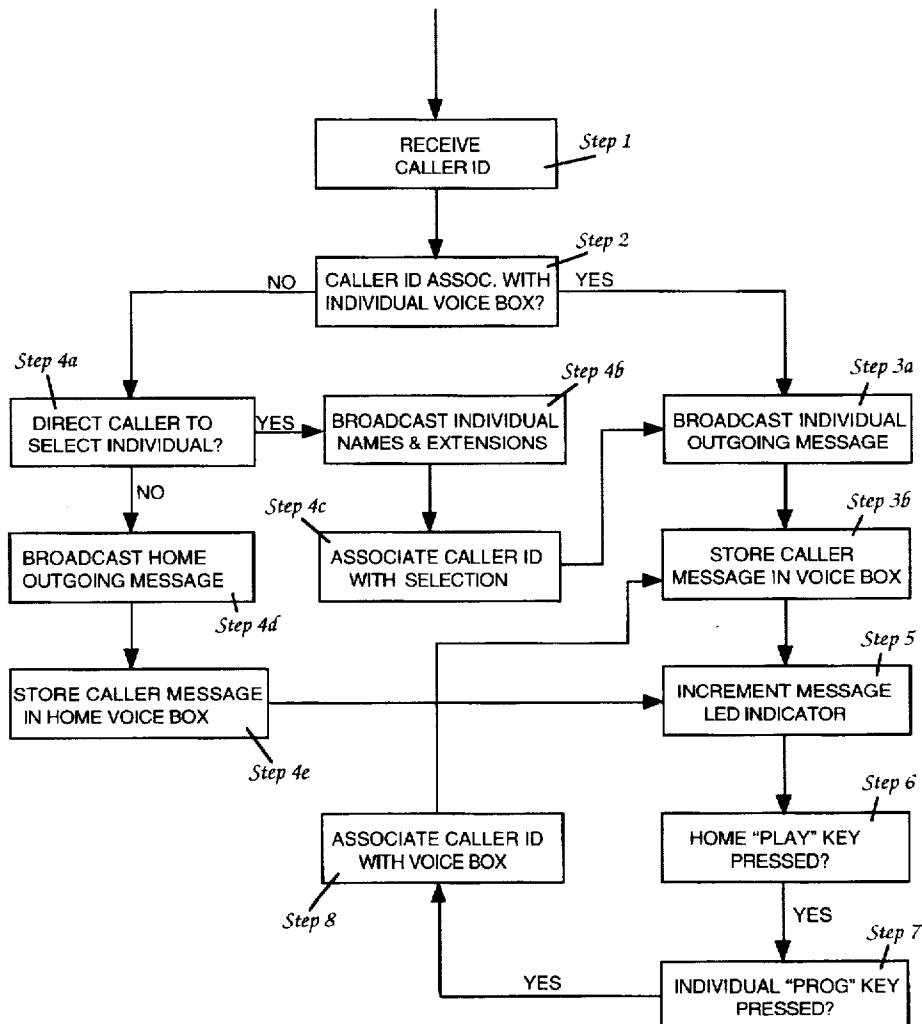 RECEIVE
CALLER ID
Step 1
Step 2
CALLER ID ASSOC. WITH
INDIVIDUAL VOICE BOX?
NO
YES
Step 4a
DIRECT CALLER TO
SELECT INDIVIDUAL?
YES
Step 4b
BROADCAST INDIVIDUAL
NAMES & EXTENSIONS
Step 3a
BROADCAST INDIVIDUAL
OUTGOING MESSAGE
NO
Step 4c
ASSOCIATE CALLER ID
WITH SELECTION
Step 3b
STORE CALLER
MESSAGE IN VOICE BOX
BROADCAST HOME
OUTGOING MESSAGE
Step 4d
STORE CALLER MESSAGE
IN HOME VOICE BOX
Step 4e
Step 5
INCREMENT MESSAGE
LED INDICATOR
Step 6
HOME “PLAY” KEY
PRESSED?
ASSOCIATE CALLER ID
WITH VOICE BOX
Step 8
YES
Step 7
INDIVIDUAL “PROG” KEY
PRESSED?
YES